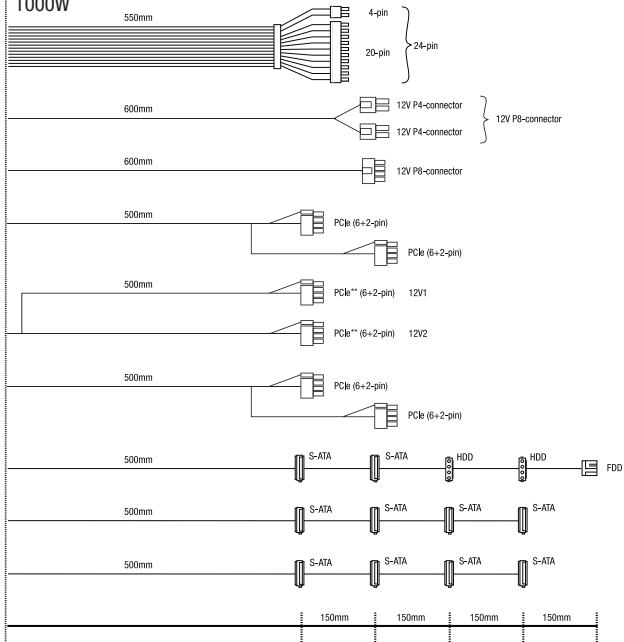 1000W
550mm
4-pin
20-pin
24-pin
600mm
12V P4-connector
12V P4-connector
12V P8-connector
600mm
12V P8-connector
500mm
PCIe (6+2-pin)
PCIe (6+2-pin)
500mm
PCIe** (6+2-pin) 12V1
PCIe** (6+2-pin) 12V2
500mm
PCIe (6+2-pin)
PCIe (6+2-pin)
500mm S-ATA S-ATA HDD HDD FDD
500mm S-ATA S-ATA S-ATA S-ATA
500mm S-ATA S-ATA S-ATA S-ATA
150mm 150mm 150mm 150mm